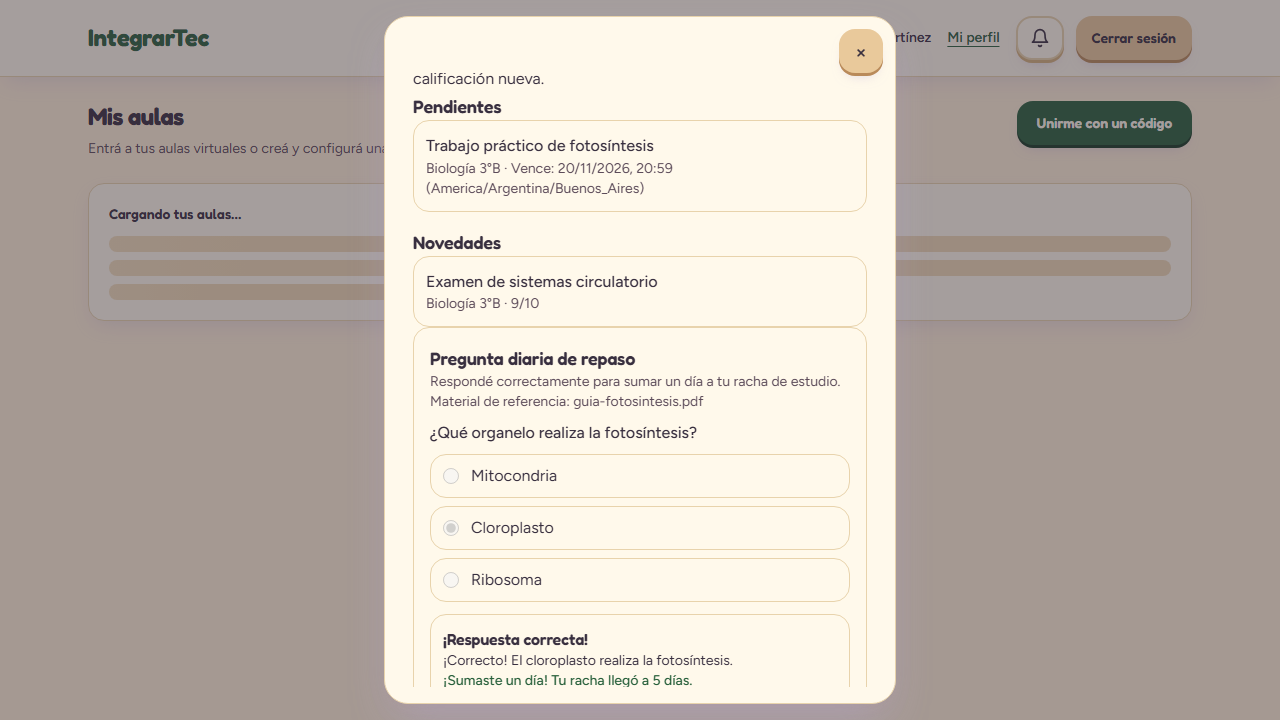 IntegrarTec
Mi perfil
Cerrar sesión
Mis aulas
Unirme con un código
Entrá a tus aulas virtuales o creá y configurá
Cargando tus aulas...
×
calificación nueva.
Pendientes
Trabajo práctico de fotosíntesis
Biología 3°B · Vence: 20/11/2026, 20:59
(America/Argentina/Buenos_Aires)
Novedades
Examen de sistemas circulatorio
Biología 3°B · 9/10
Pregunta diaria de repaso
Respondé correctamente para sumar un día a tu racha de estudio.
Material de referencia: guia-fotosintesis.pdf
¿Qué organelo realiza la fotosíntesis?
Mitocondria
Cloroplasto
Ribosoma
¡Respuesta correcta!
¡Correcto! El cloroplasto realiza la fotosíntesis.
¡Sumaste un día! Tu racha llegó a 5 días.